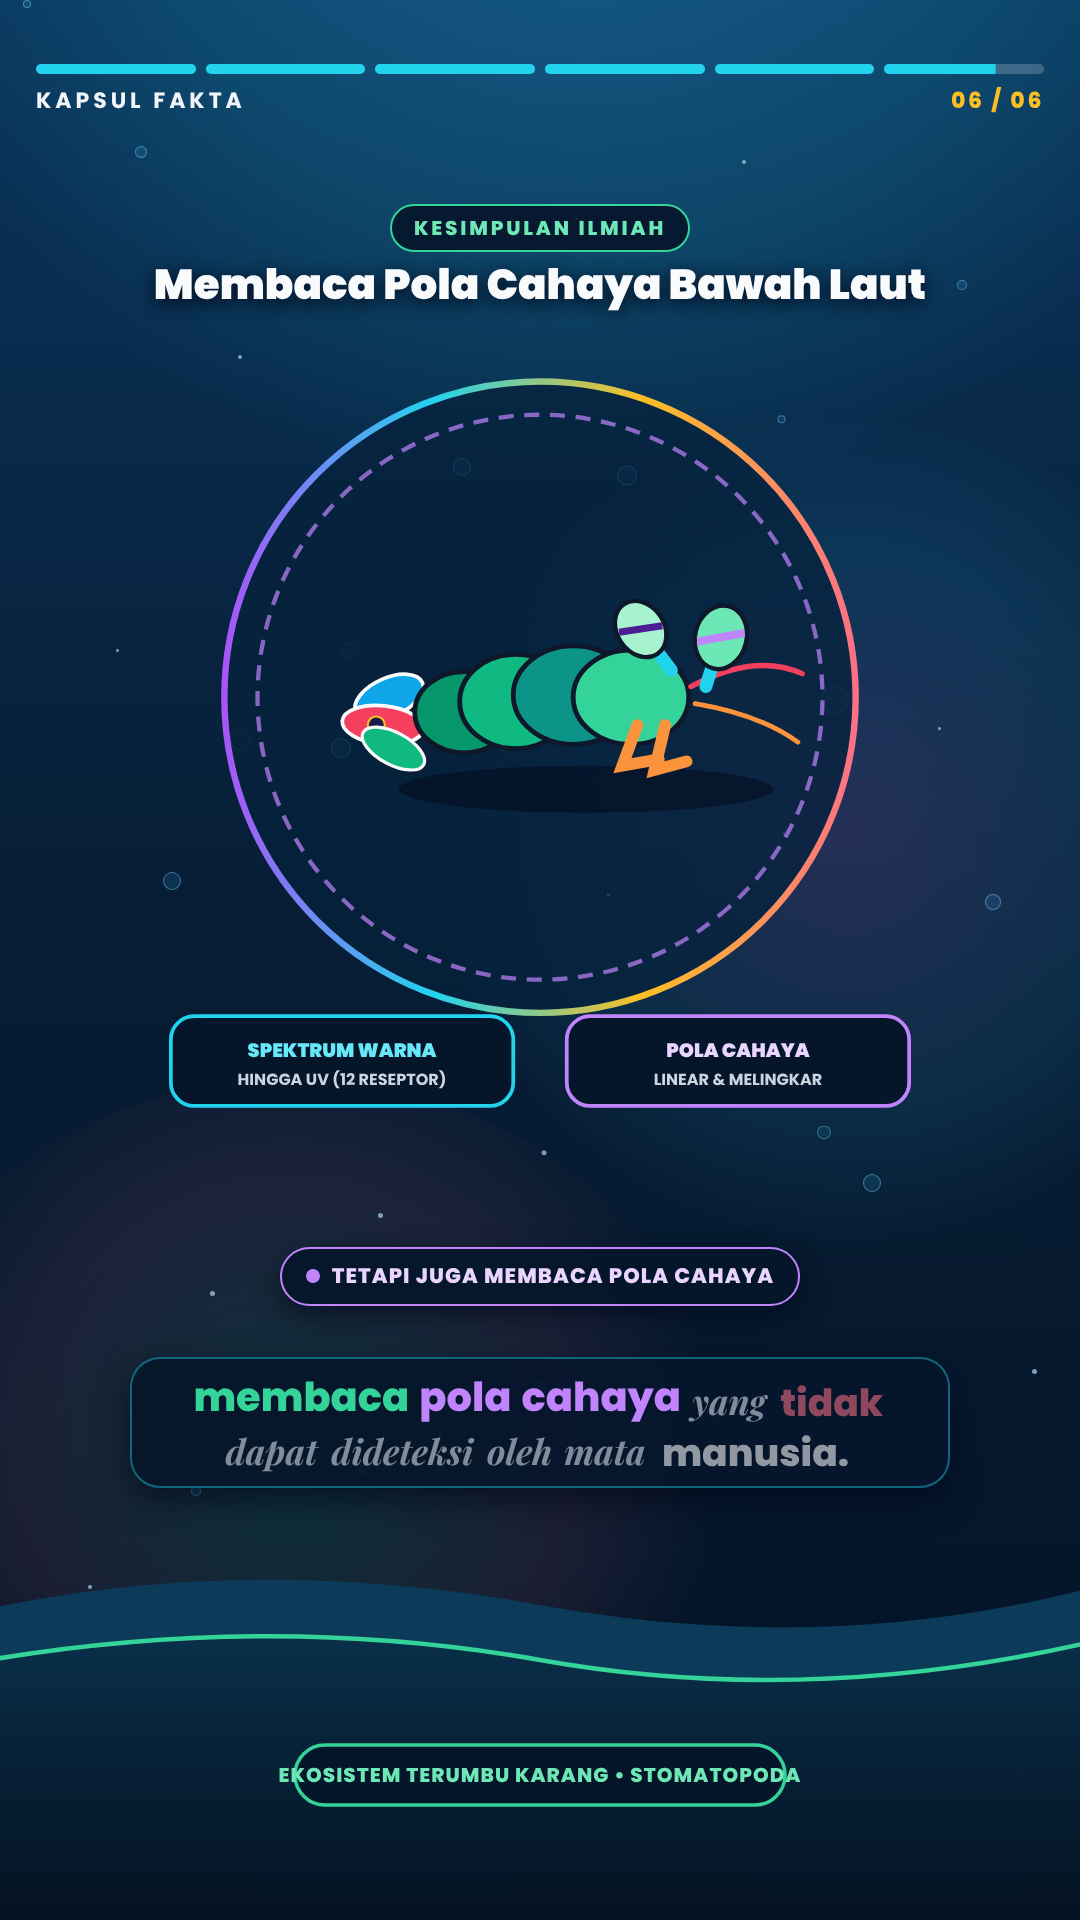 KAPSUL FAKTA
06 / 06
KESIMPULAN ILMIAH
Membaca Pola Cahaya Bawah Laut
SPEKTRUM WARNA
HINGGA UV (12 RESEPTOR)
POLA CAHAYA
LINEAR & MELINGKAR
TETAPI JUGA MEMBACA POLA CAHAYA
membaca pola cahaya yang tidak
dapat dideteksi oleh mata manusia.
EKOSISTEM TERUMBU KARANG • STOMATOPODA